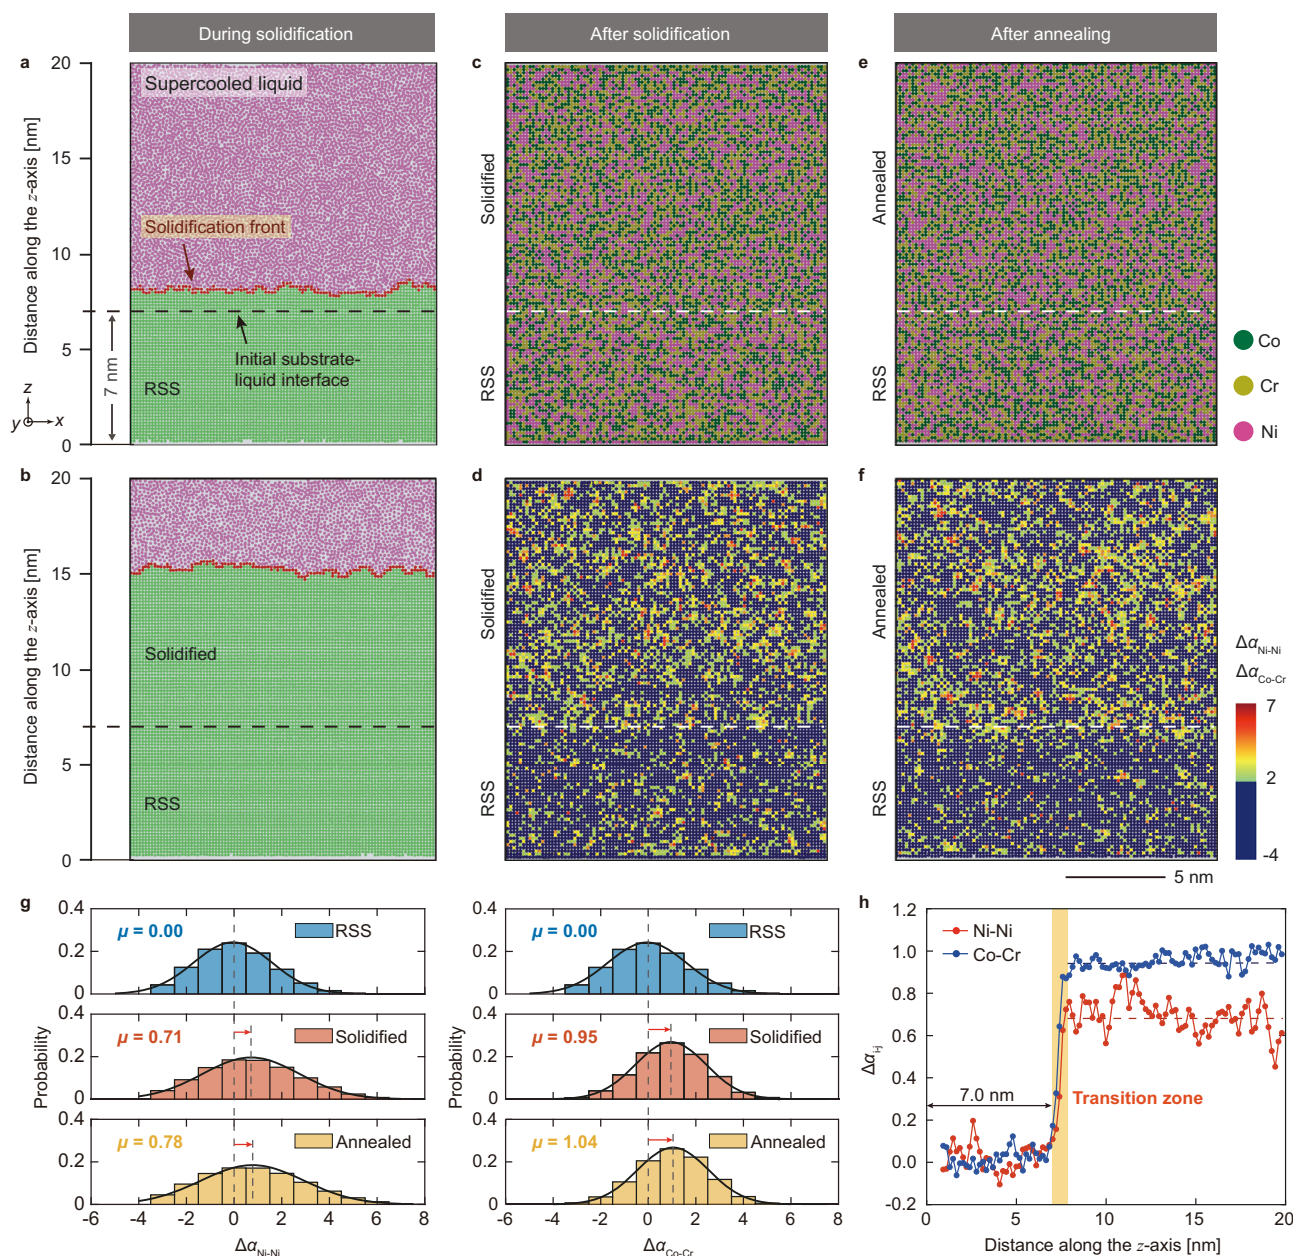 During solidification
After solidification
After annealing
a
20
15
10
5
0
Distance along the z-axis [nm]
Supercooled liquid
Solidification front
Initial substrate-
liquid interface
RSS
7 nm
z
y
x
c
Solidified
RSS
e
Annealed
RSS
Co
Cr
Ni
b
20
15
10
5
0
Distance along the z-axis [nm]
Solidified
RSS
d
Solidified
RSS
f
Annealed
RSS
Δα Ni-Ni
Δα Co-Cr
7
2
-4
5 nm
g
Probability
0.4
0.2
0
μ = 0.00
RSS
0.4
0.2
0
μ = 0.71
Solidified
0.4
0.2
0
μ = 0.78
Annealed
-6 -4 -2 0 2 4 6 8
Δα Ni-Ni
Probability
0.4
0.2
0
μ = 0.00
RSS
0.4
0.2
0
μ = 0.95
Solidified
0.4
0.2
0
μ = 1.04
Annealed
-6 -4 -2 0 2 4 6 8
Δα Co-Cr
h
Δα i-j
1.2
1.0
0.8
0.6
0.4
0.2
0.0
-0.2
Ni-Ni
Co-Cr
7.0 nm
Transition zone
0 5 10 15 20
Distance along the z-axis [nm]